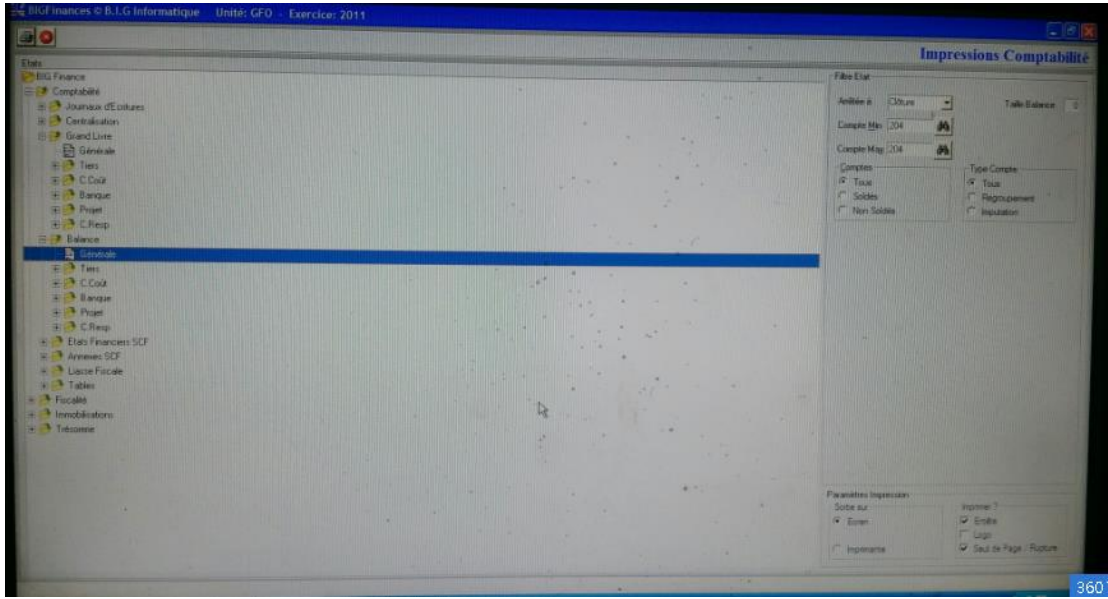 BIGFinances © B.I.G Informatique Unité: GFO - Exercice: 2011
Impressions Comptabilité
Etats
BIG Finance
Comptabilité
Journaux d'Ecritures
Centralisation
Grand Livre
Générale
Tiers
C.Coût
Banque
Projet
C.Resp
Balance
Générale
Tiers
C.Coût
Banque
Projet
C.Resp
Etats Financiers SCF
Annexes SCF
Liasse Fiscale
Tables
Fiscalité
Immobilisations
Trésorerie
Filtre Etat
Arrêtée à Clôture Taille Balance 0
Compte Min 204
Compte Max 204
Comptes
Tous
Soldés
Non Soldés
Type Compte
Tous
Regroupement
Imputation
Paramètres Impression
Sortie sur
Ecran
Imprimante
Imprimer ?
Entête
Logo
Saut de Page / Rupture
360